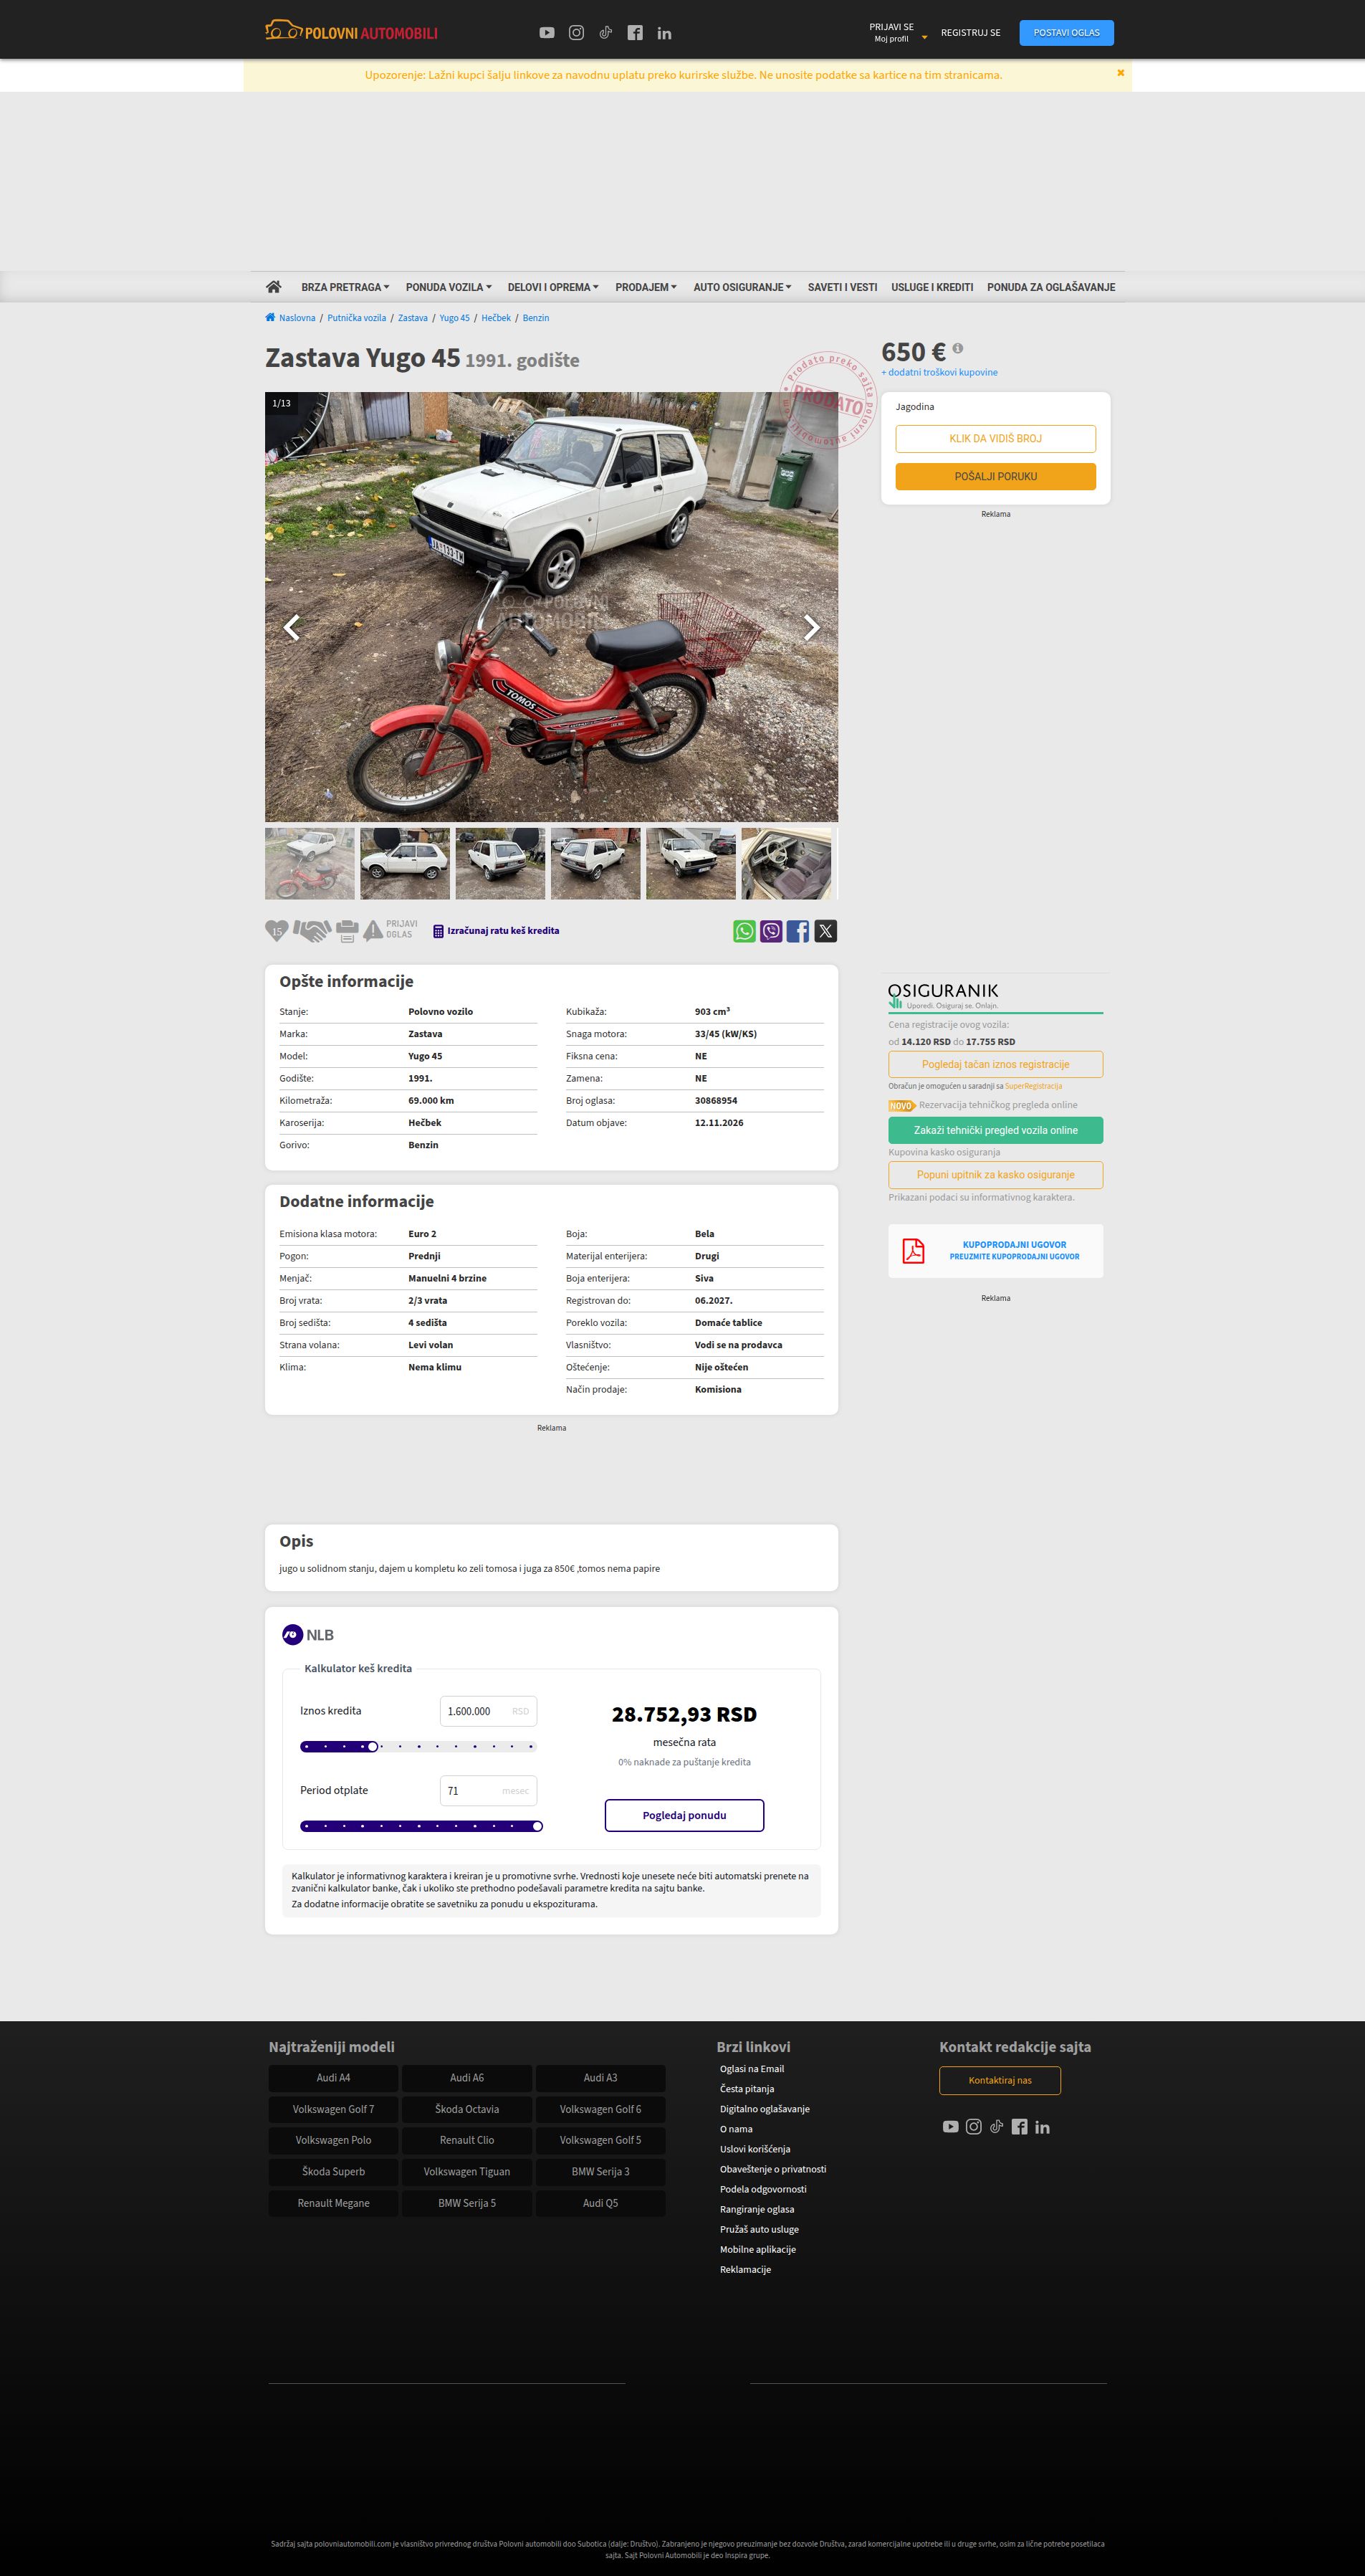 POLOVNI AUTOMOBILI
PRIJAVI SE
Moj profil
REGISTRUJ SE
POSTAVI OGLAS
Upozorenje: Lažni kupci šalju linkove za navodnu uplatu preko kurirske službe. Ne unosite podatke sa kartice na tim stranicama.
BRZA PRETRAGA
PONUDA VOZILA
DELOVI I OPREMA
PRODAJEM
AUTO OSIGURANJE
SAVETI I VESTI
USLUGE I KREDITI
PONUDA ZA OGLAŠAVANJE
Naslovna / Putnička vozila / Zastava / Yugo 45 / Hečbek / Benzin
Zastava Yugo 45 1991. godište
650 €
+ dodatni troškovi kupovine
Prodato preko sajta polovni automobili
PRODATO
1/13
POLOVNI
AUTOMOBILI
TOMOS
Jagodina
KLIK DA VIDIŠ BROJ
POŠALJI PORUKU
Reklama
15
PRIJAVI
OGLAS
Izračunaj ratu keš kredita
Opšte informacije
Stanje: Polovno vozilo
Marka: Zastava
Model: Yugo 45
Godište: 1991.
Kilometraža: 69.000 km
Karoserija: Hečbek
Gorivo: Benzin
Kubikaža: 903 cm³
Snaga motora: 33/45 (kW/KS)
Fiksna cena: NE
Zamena: NE
Broj oglasa: 30868954
Datum objave: 12.11.2026
OSIGURANIK
Uporedi. Osiguraj se. Onlajn.
Cena registracije ovog vozila:
od 14.120 RSD do 17.755 RSD
Pogledaj tačan iznos registracije
Obračun je omogućen u saradnji sa SuperRegistracija
NOVO Rezervacija tehničkog pregleda online
Zakaži tehnički pregled vozila online
Kupovina kasko osiguranja
Popuni upitnik za kasko osiguranje
Prikazani podaci su informativnog karaktera.
KUPOPRODAJNI UGOVOR
PREUZMITE KUPOPRODAJNI UGOVOR
Reklama
Dodatne informacije
Emisiona klasa motora: Euro 2
Pogon: Prednji
Menjač: Manuelni 4 brzine
Broj vrata: 2/3 vrata
Broj sedišta: 4 sedišta
Strana volana: Levi volan
Klima: Nema klimu
Boja: Bela
Materijal enterijera: Drugi
Boja enterijera: Siva
Registrovan do: 06.2027.
Poreklo vozila: Domaće tablice
Vlasništvo: Vodi se na prodavca
Oštećenje: Nije oštećen
Način prodaje: Komisiona
Reklama
Opis
jugo u solidnom stanju, dajem u kompletu ko zeli tomosa i juga za 850€ ,tomos nema papire
NLB
Kalkulator keš kredita
Iznos kredita
1.600.000 RSD
Period otplate
71 mesec
28.752,93 RSD
mesečna rata
0% naknade za puštanje kredita
Pogledaj ponudu
Kalkulator je informativnog karaktera i kreiran je u promotivne svrhe. Vrednosti koje unesete neće biti automatski prenete na
zvanični kalkulator banke, čak i ukoliko ste prethodno podešavali parametre kredita na sajtu banke.
Za dodatne informacije obratite se savetniku za ponudu u ekspoziturama.
Najtraženiji modeli
Audi A4
Audi A6
Audi A3
Volkswagen Golf 7
Škoda Octavia
Volkswagen Golf 6
Volkswagen Polo
Renault Clio
Volkswagen Golf 5
Škoda Superb
Volkswagen Tiguan
BMW Serija 3
Renault Megane
BMW Serija 5
Audi Q5
Brzi linkovi
Oglasi na Email
Česta pitanja
Digitalno oglašavanje
O nama
Uslovi korišćenja
Obaveštenje o privatnosti
Podela odgovornosti
Rangiranje oglasa
Pružaš auto usluge
Mobilne aplikacije
Reklamacije
Kontakt redakcije sajta
Kontaktiraj nas
Sadržaj sajta polovniautomobili.com je vlasništvo privrednog društva Polovni automobili doo Subotica (dalje: Društvo). Zabranjeno je njegovo preuzimanje bez dozvole Društva, zarad komercijalne upotrebe ili u druge svrhe, osim za lične potrebe posetilaca
sajta. Sajt Polovni Automobili je deo Inspira grupe.